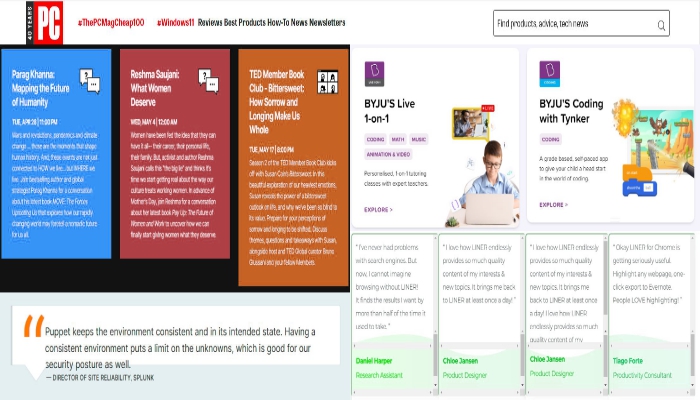 40 YEARS
PC
#ThePCMagCheap100 #Windows11 Reviews Best Products How-To News Newsletters
Find products, advice, tech news
Parag Khanna:
Mapping the Future
of Humanity
TUE, APR 26 | 11:00 PM
Wars and revolutions, pandemics and climate
change ... these are the moments that shape
human history. And, these events are not just
connected to HOW we live... but WHERE we
live. Join bestselling author and global
strategist Parag Khanna for a conversation
about his latest book MOVE: The Forces
Uprooting Us that explores how our rapidly
changing world may foretell a nomadic future
for us all.
Reshma Saujani:
What Women
Deserve
WED, MAY 4 | 12:00 AM
Women have been fed the idea that they can
have it all— their career, their personal life,
their family. But, activist and author Reshma
Saujani calls this "the big lie" and thinks it's
time we start getting real about the way our
culture treats working women. In advance of
Mother's Day, join Reshma for a conversation
about her latest book Pay Up: The Future of
Women and Work to uncover how we can
finally start giving women what they deserve.
TED Member Book
Club - Bittersweet:
How Sorrow and
Longing Make Us
Whole
TUE, MAY 17 | 8:00 PM
Season 2 of the TED Member Book Club kicks
off with Susan Cain's Bittersweet. In this
beautiful exploration of our heaviest emotions,
Susan reveals the power of a bittersweet
outlook on life, and why we've been so blind to
its value. Prepare for your perceptions of
sorrow and longing to be shifted. Discuss
themes, questions and takeaways with Susan,
alongside host and TED Global curator Bruno
Giussani and your fellow Members.
BYJU'S Live
1-on-1
CODING MATH MUSIC
ANIMATION & VIDEO
Personalised, 1-on-1 tutoring
classes with expert teachers.
EXPLORE >
LIVE
BYJU'S Coding
with Tynker
CODING
A grade based, self-paced app
to give your child a head start
in the world of coding.
EXPLORE >
"I've never had problems
with search engines. But
now, I cannot imagine
browsing without LINER!
It finds the results I want by
more than half of the time it
used to take."
Daniel Harper
Research Assistant
"I love how LINER endlessly
provides so much quality
content of my interests &
new topics. It brings me back
to LINER at least once a day!"
Chloe Jansen
Product Designer
"I love how LINER
endlessly provides so
much quality content of
my interests & new
topics. It brings me
back to LINER at least once
a day! I love how LINER
endlessly provides so much
quality content of my
Chloe Jansen
Product Designer
"Okay LINER for Chrome is
getting seriously useful.
Highlight any webpage, one-
click export to Evernote.
People LOVE highlighting!"
Tiago Forte
Productivity Consultant
Puppet keeps the environment consistent and in its intended state. Having a
consistent environment puts a limit on the unknowns, which is good for our
security posture as well.
— DIRECTOR OF SITE RELIABILITY, SPLUNK